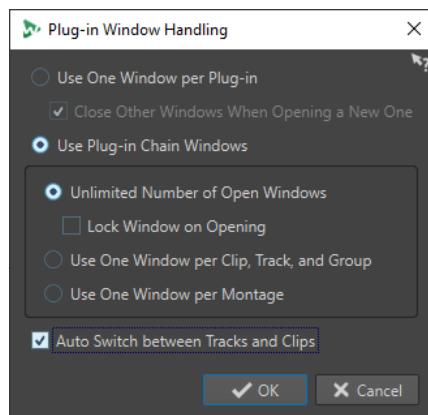 Plug-in Window Handling
Use One Window per Plug-in
Close Other Windows When Opening a New One
Use Plug-in Chain Windows
Unlimited Number of Open Windows
Lock Window on Opening
Use One Window per Clip, Track, and Group
Use One Window per Montage
Auto Switch between Tracks and Clips
OK Cancel